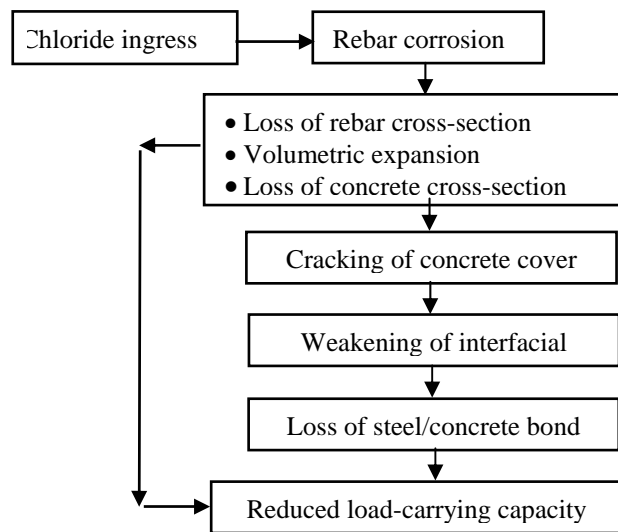 Chloride ingress
Rebar corrosion
• Loss of rebar cross-section
• Volumetric expansion
• Loss of concrete cross-section
Cracking of concrete cover
Weakening of interfacial
Loss of steel/concrete bond
Reduced load-carrying capacity